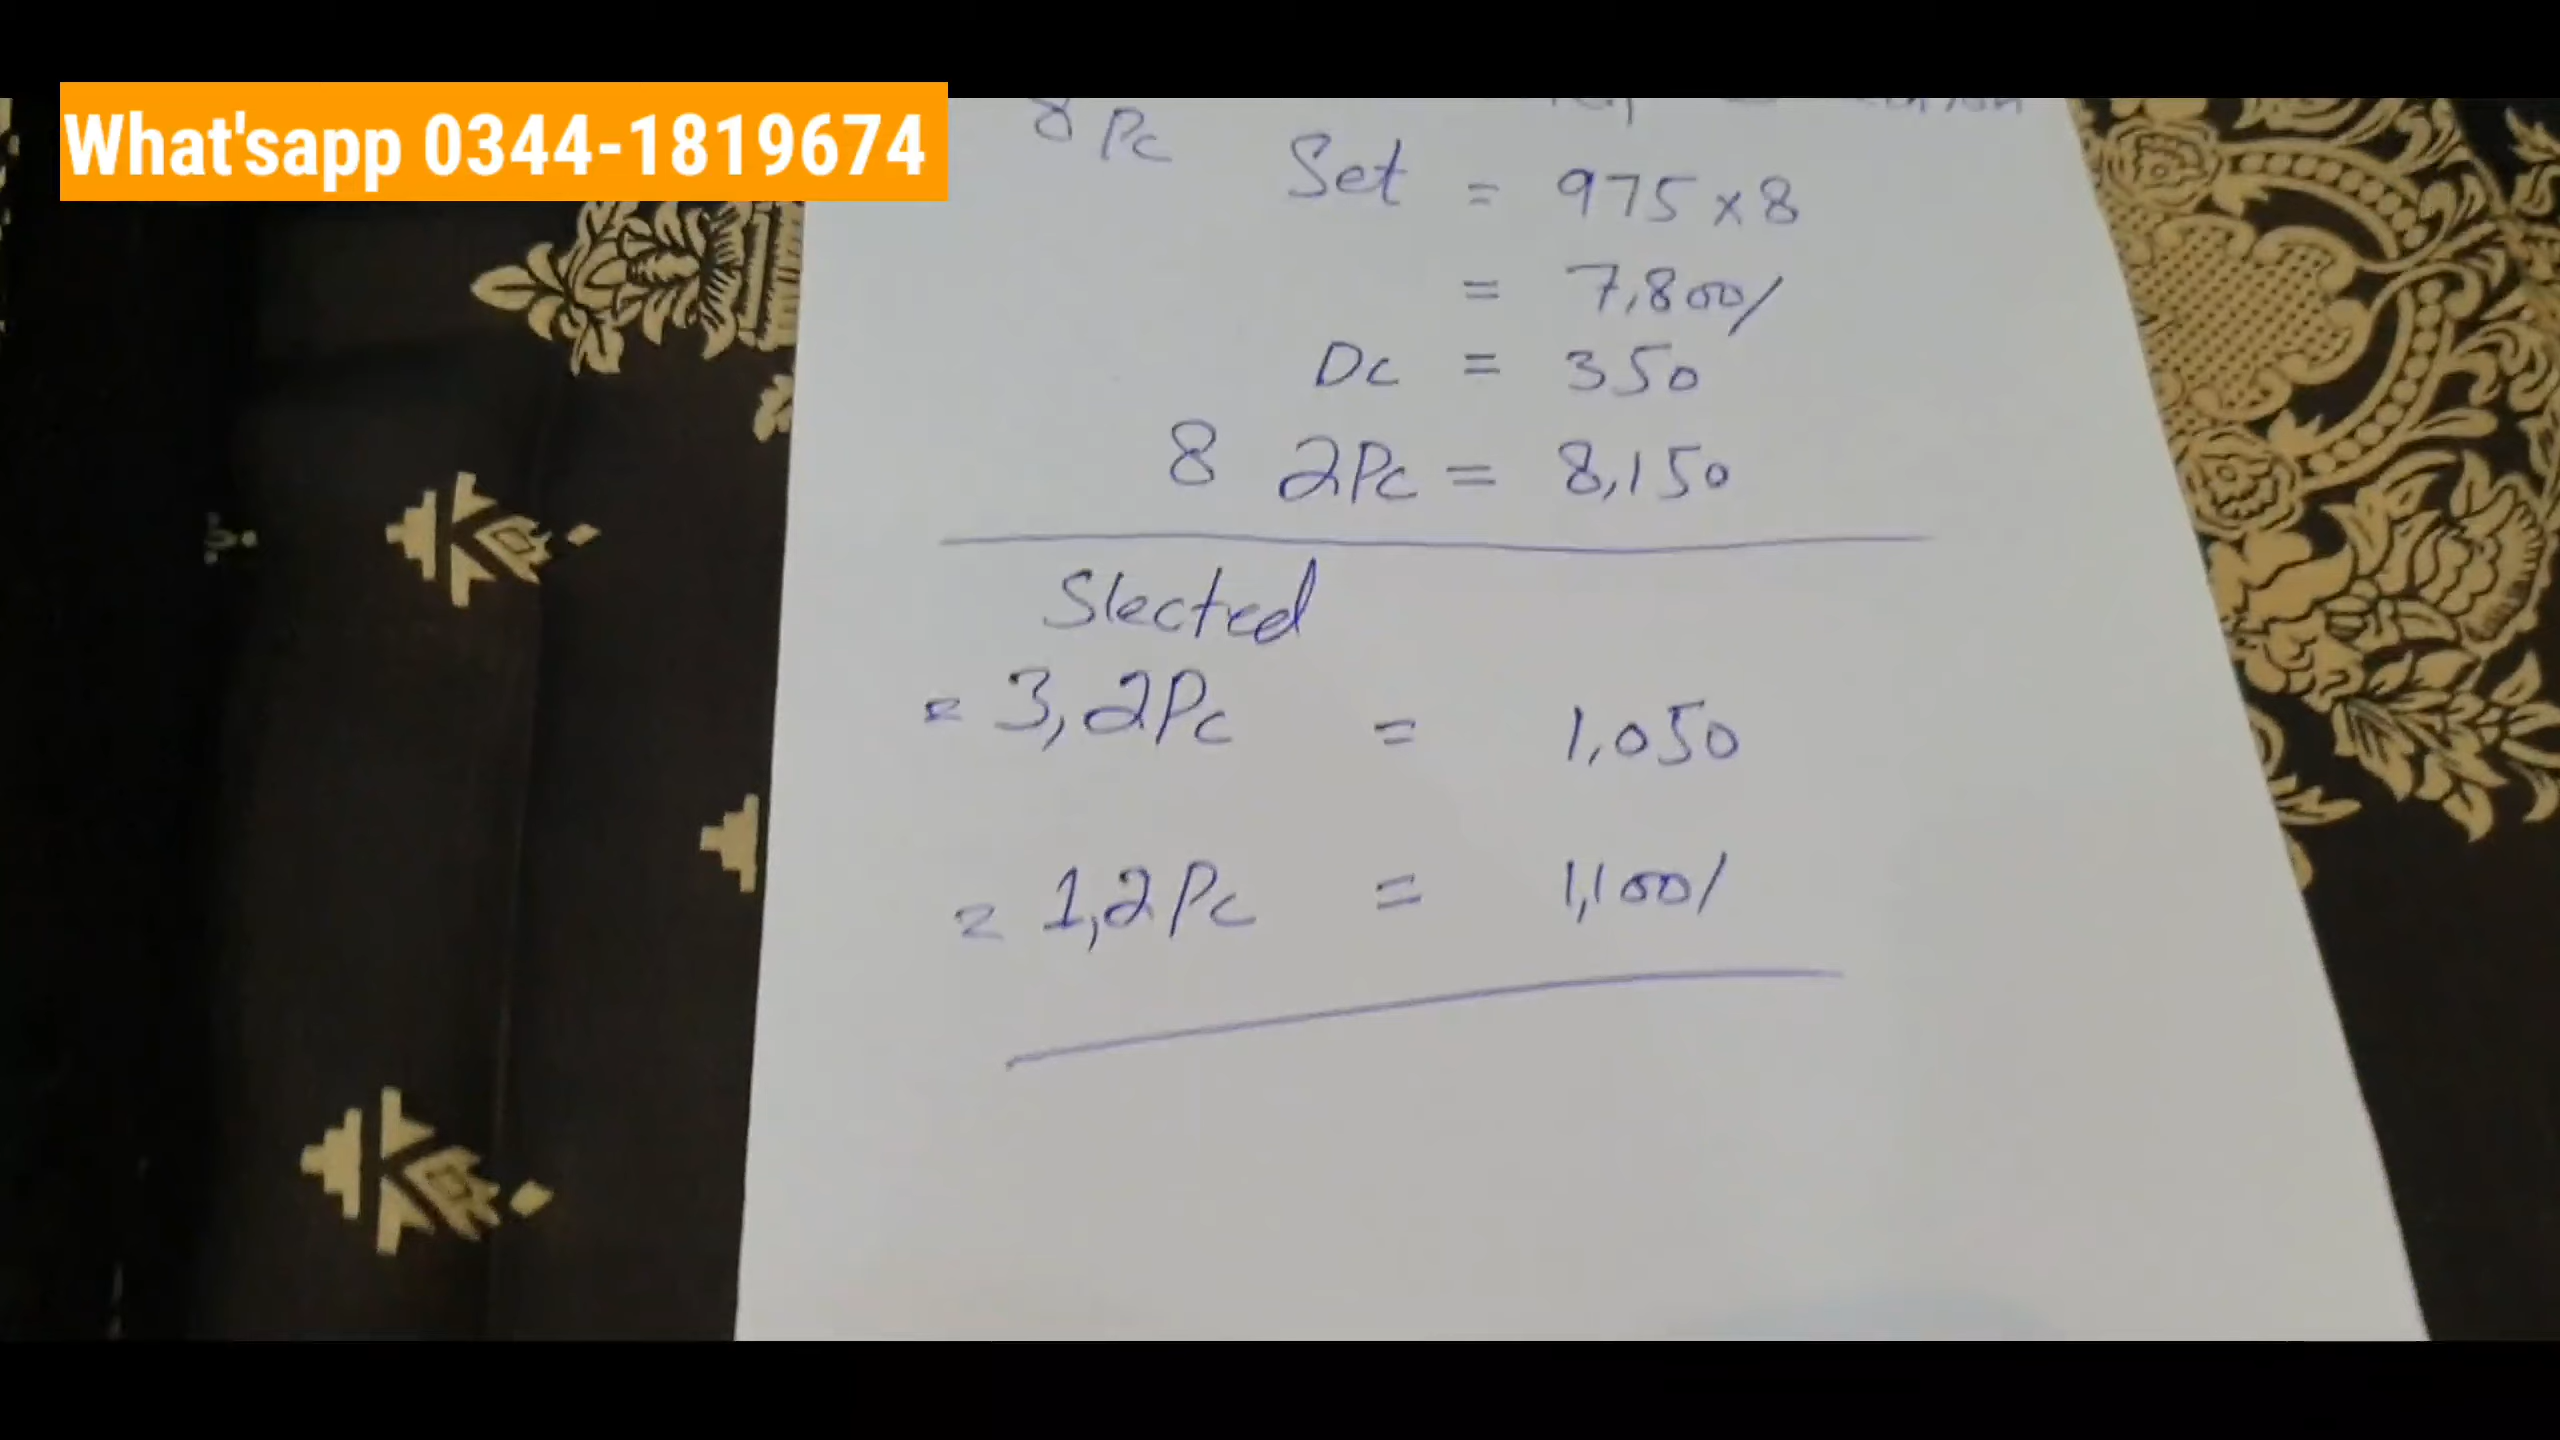 What'sapp 0344-1819674
8 Pc
Set = 975 x 8
= 7,800/
Dc = 350
8 2Pc = 8,150
Slected
= 3, 2Pc = 1,050
= 1,2Pc = 1,100/